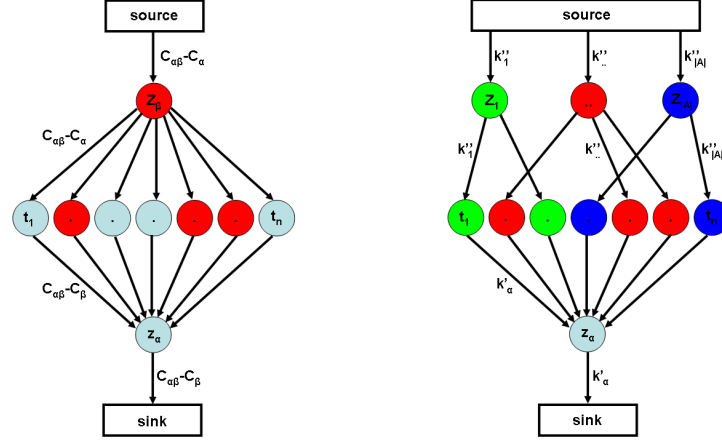 source
C_αβ-C_α
Z_β
C_αβ-C_α
t_1 . . . . . t_n
C_αβ-C_β
z_α
C_αβ-C_β
sink
source
k''_1 k''_.. k''_|A|
Z_1 .. Z_|A|
k''_1 k''_.. k''_|A|
t_1 . . . . . t_n
k'_α
z_α
k'_α
sink